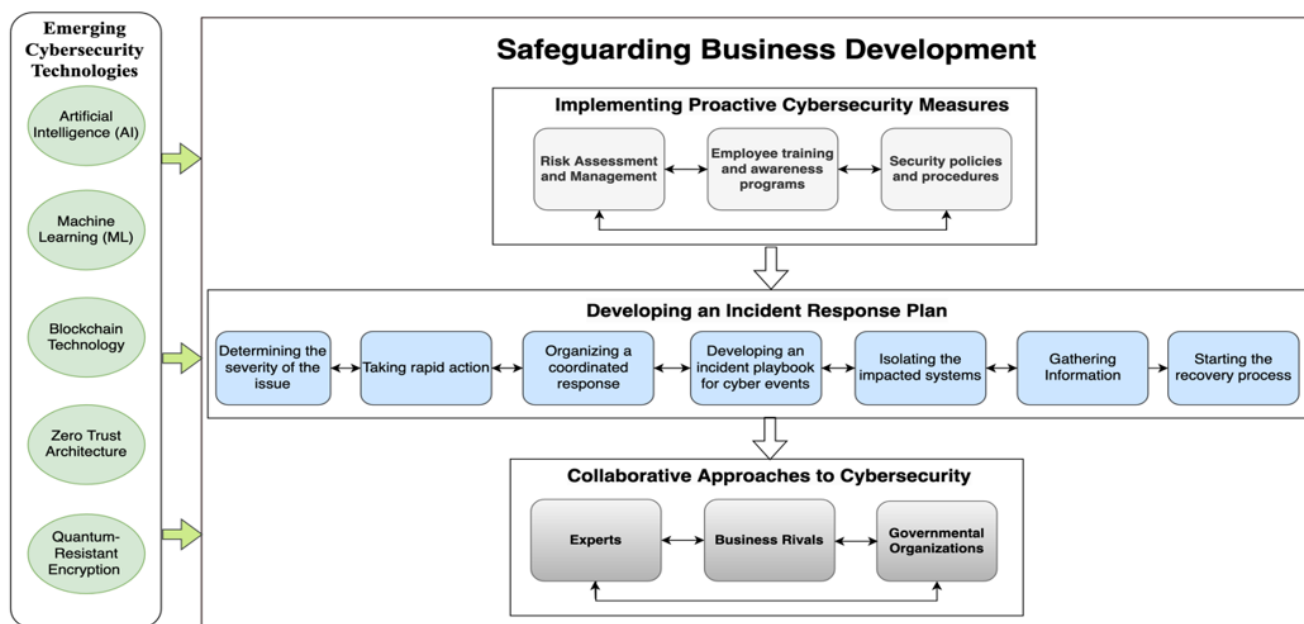 Emerging
Cybersecurity
Technologies
Artificial
Intelligence (AI)
Machine
Learning (ML)
Blockchain
Technology
Zero Trust
Architecture
Quantum-
Resistant
Encryption
Safeguarding Business Development
Implementing Proactive Cybersecurity Measures
Risk Assessment
and Management
Employee training
and awareness
programs
Security policies
and procedures
Developing an Incident Response Plan
Determining the
severity of the
issue
Taking rapid action
Organizing a
coordinated
response
Developing an
incident playbook
for cyber events
Isolating the
impacted systems
Gathering
Information
Starting the
recovery process
Collaborative Approaches to Cybersecurity
Experts
Business Rivals
Governmental
Organizations